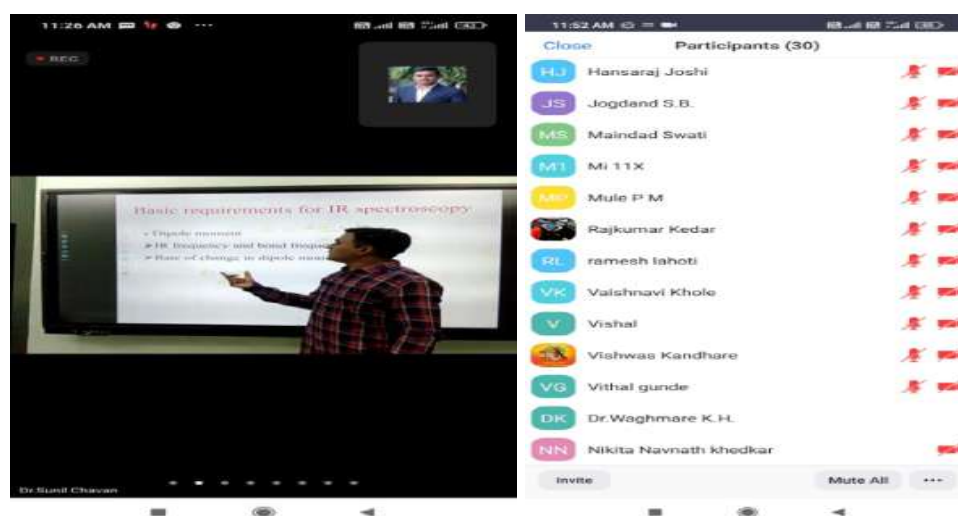 11:26 AM
REC
Basic requirements for IR spectroscopy
Dipole moment
IR frequency and bond
Rate of change in dipole
Dr.Sunil Chavan
11:52 AM
Close Participants (30)
HJ Hansaraj Joshi
JS Jogdand S.B.
MS Maindad Swati
M1 Mi 11X
MP Mule P M
Rajkumar Kedar
RL ramesh lahoti
VK Vaishnavi Khole
V Vishal
Vishwas Kandhare
VG Vithal gunde
DK Dr.Waghmare K.H.
NN Nikita Navnath khedkar
Invite Mute All